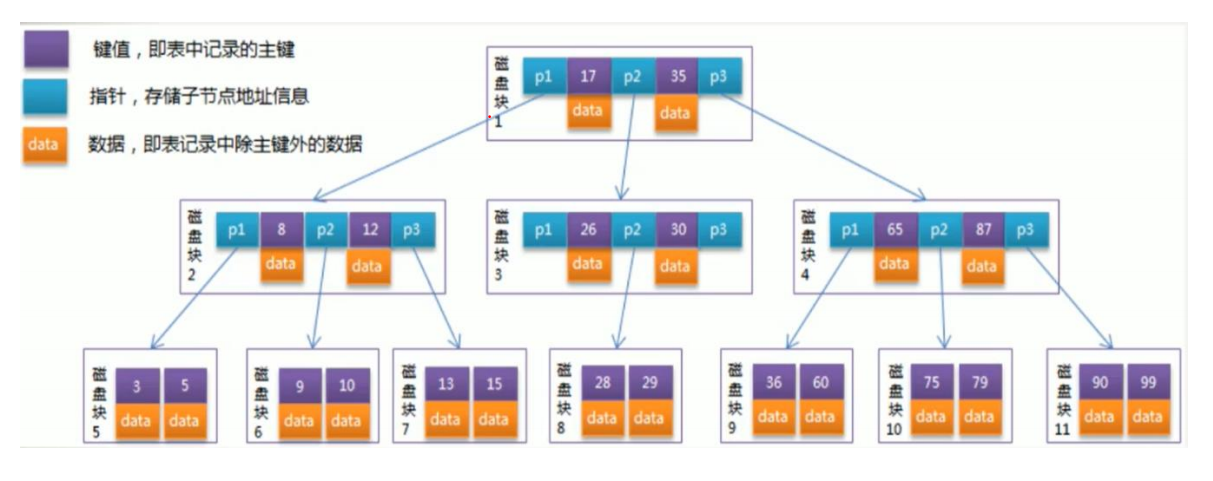 键值，即表中记录的主键
指针，存储子节点地址信息
data 数据，即表记录中除主键外的数据
磁盘块1 p1 17 p2 35 p3
data data
磁盘块2 p1 8 p2 12 p3
data data
磁盘块3 p1 26 p2 30 p3
data data
磁盘块4 p1 65 p2 87 p3
data data
磁盘块5 3 5
data data
磁盘块6 9 10
data data
磁盘块7 13 15
data data
磁盘块8 28 29
data data
磁盘块9 36 60
data data
磁盘块10 75 79
data data
磁盘块11 90 99
data data